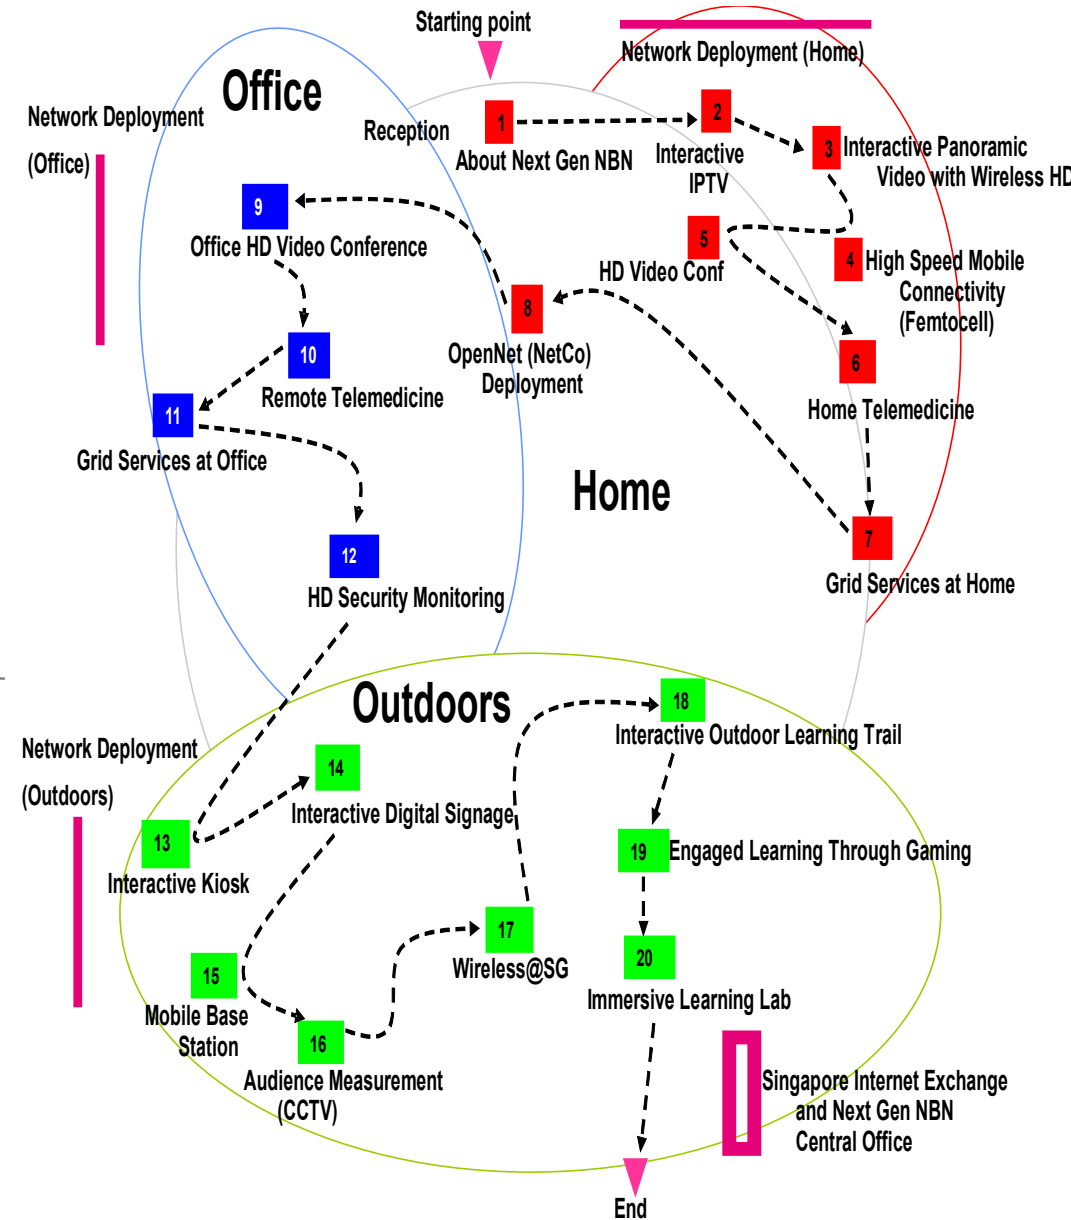 Starting point
Network Deployment (Home)
Office
Network Deployment
(Office)
Reception
1
About Next Gen NBN
2
Interactive
IPTV
3
Interactive Panoramic
Video with Wireless HD
9
Office HD Video Conference
5
HD Video Conf
4
High Speed Mobile
Connectivity
(Femtocell)
8
OpenNet (NetCo)
Deployment
10
Remote Telemedicine
6
Home Telemedicine
11
Grid Services at Office
Home
7
Grid Services at Home
12
HD Security Monitoring
Outdoors
18
Interactive Outdoor Learning Trail
Network Deployment
(Outdoors)
14
Interactive Digital Signage
13
Interactive Kiosk
19
Engaged Learning Through Gaming
17
Wireless@SG
20
Immersive Learning Lab
15
Mobile Base
Station
16
Audience Measurement
(CCTV)
Singapore Internet Exchange
and Next Gen NBN
Central Office
End